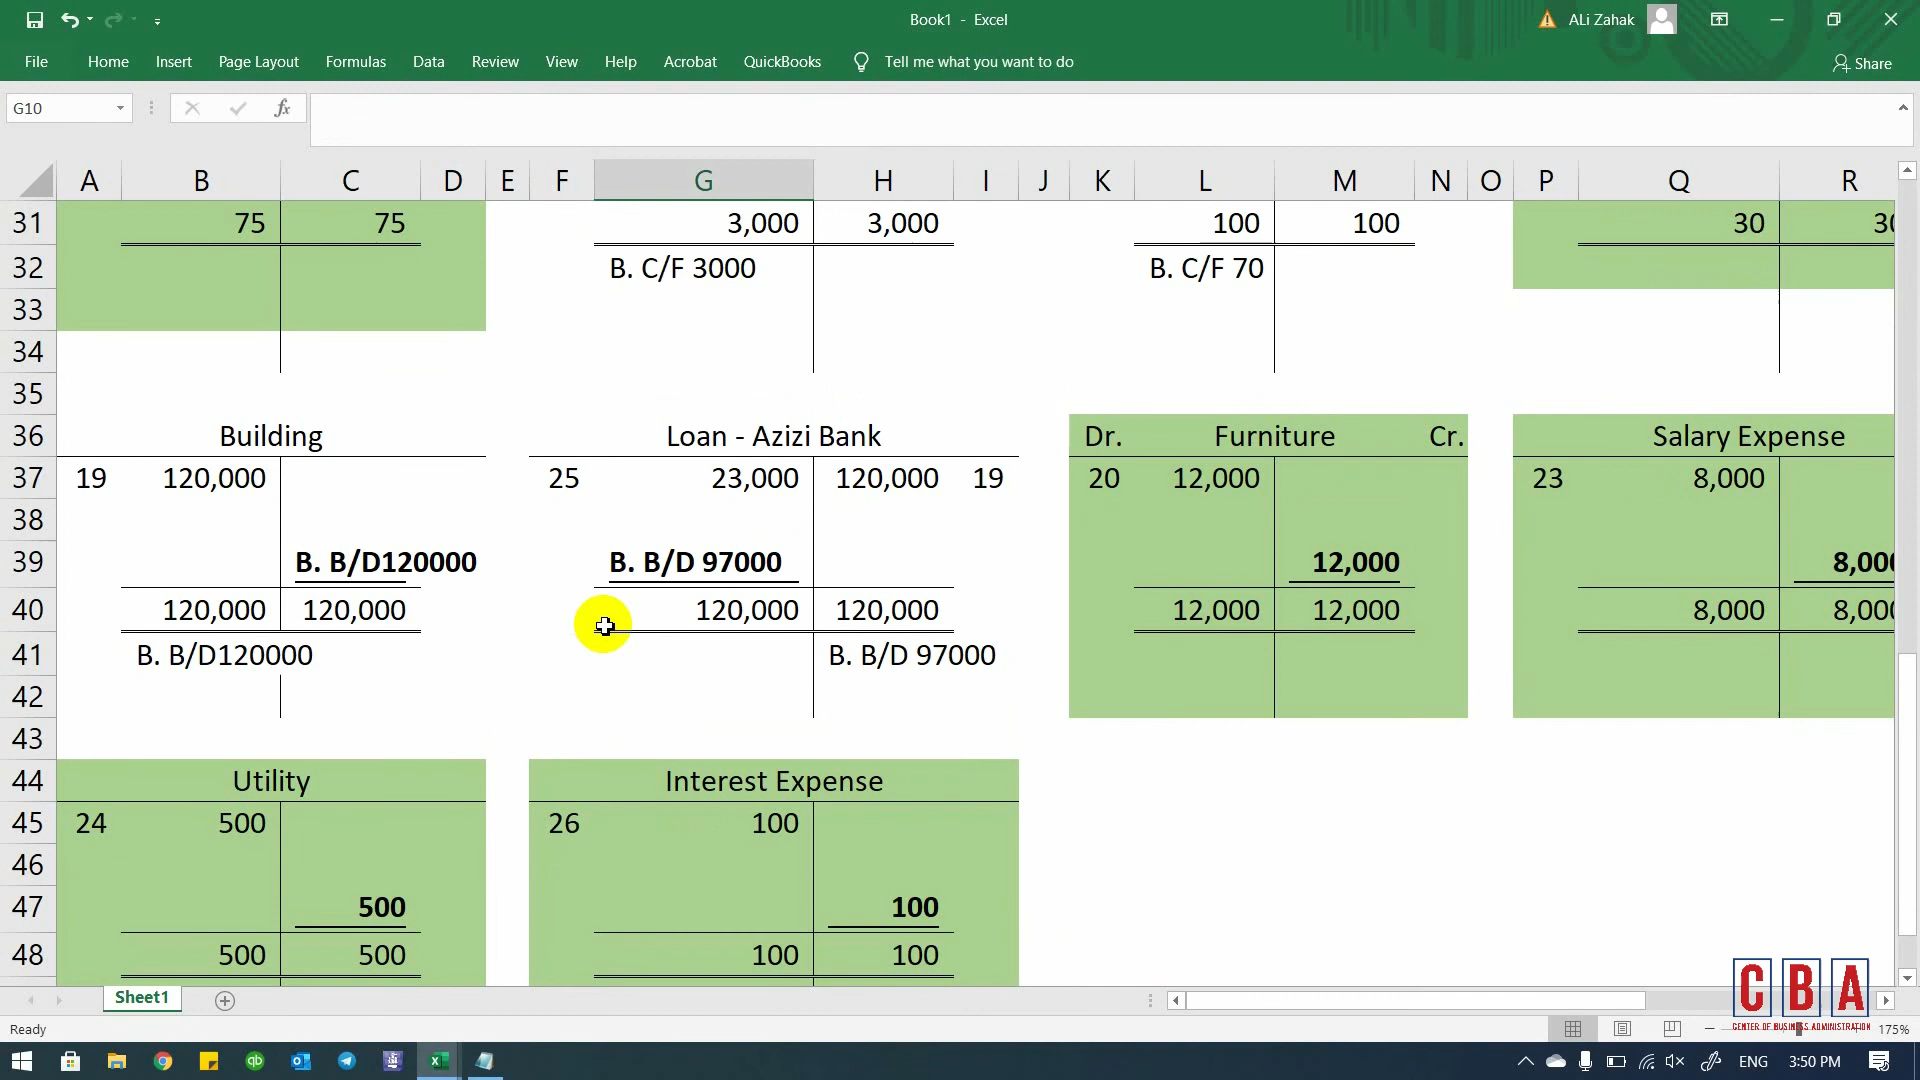 Book1 - Excel
ALi Zahak
File Home Insert Page Layout Formulas Data Review View Help Acrobat QuickBooks Tell me what you want to do Share
G10 fx
A B C D E F G H I J K L M N O P Q R
31 75 75 3,000 3,000 100 100 30
32 B. C/F 3000 B. C/F 70
33
34
35
36 Building Loan - Azizi Bank Dr. Furniture Cr. Salary Expense
37 19 120,000 25 23,000 120,000 19 20 12,000 23 8,000
38
39 B. B/D120000 B. B/D 97000 12,000
40 120,000 120,000 120,000 120,000 12,000 12,000 8,000
41 B. B/D120000 B. B/D 97000
42
43
44 Utility Interest Expense
45 24 500 26 100
46
47 500 100
48 500 500 100 100
Sheet1
CBA
CENTER OF BUSINESS ADMINISTRATION
Ready 175%
ENG 3:50 PM